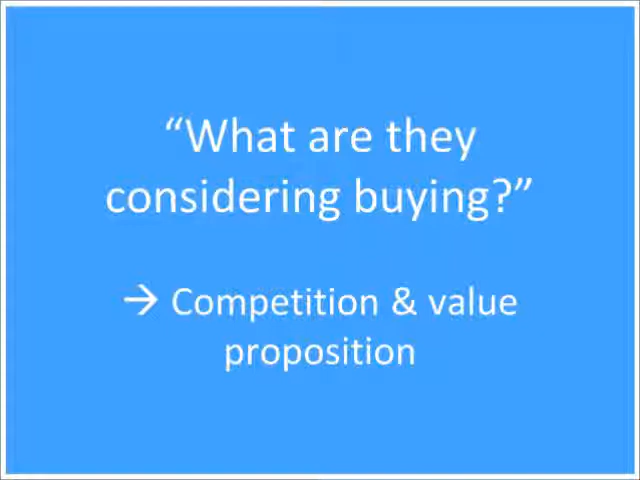 “What are they
considering buying?”
→ Competition & value
proposition